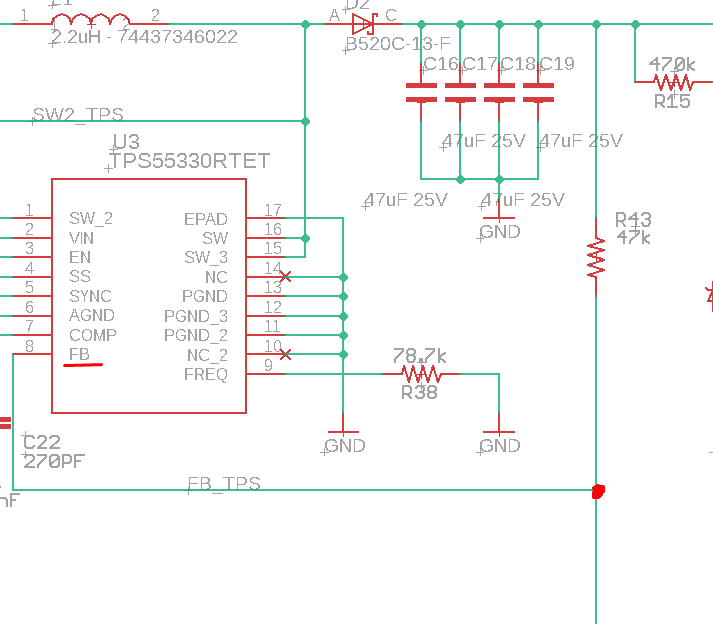 1
2
2.2uH - 74437346022
D2
A
C
B520C-13-F
C16
C17
C18
C19
470k
R15
SW2_TPS
47uF 25V
47uF 25V
47uF 25V
47uF 25V
GND
R43
47k
U3
TPS55330RTET
1 SW_2
2 VIN
3 EN
4 SS
5 SYNC
6 AGND
7 COMP
8 FB
EPAD 17
SW 16
SW_3 15
NC 14
PGND 13
PGND_3 12
PGND_2 11
NC_2 10
FREQ 9
78.7k
R38
GND
GND
C22
270PF
FB_TPS